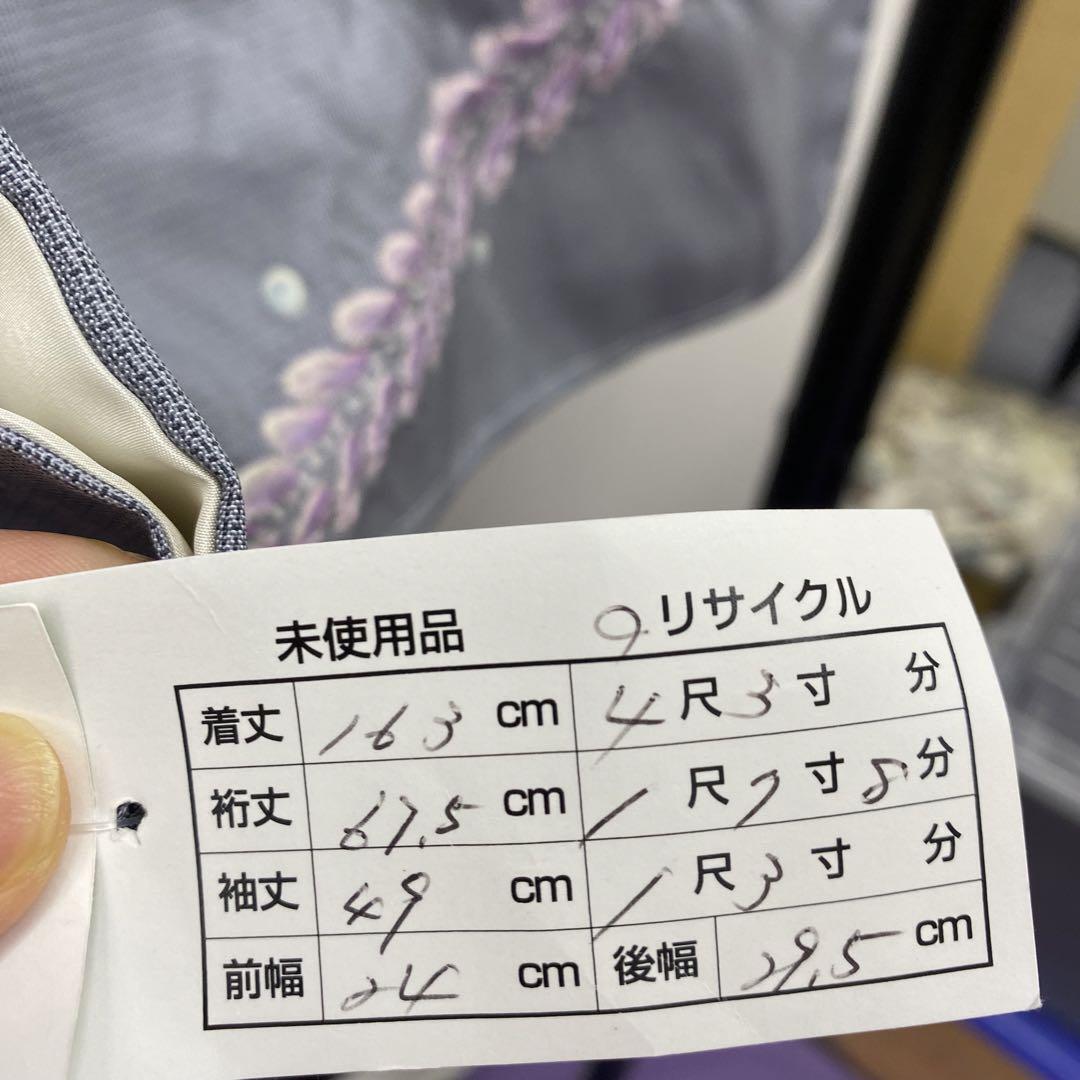 未使用品 9リサイクル
着丈 163 cm 4尺3寸 分
裄丈 67.5 cm 1尺7寸8分
袖丈 49 cm 1尺3寸 分
前幅 24 cm 後幅 29.5 cm